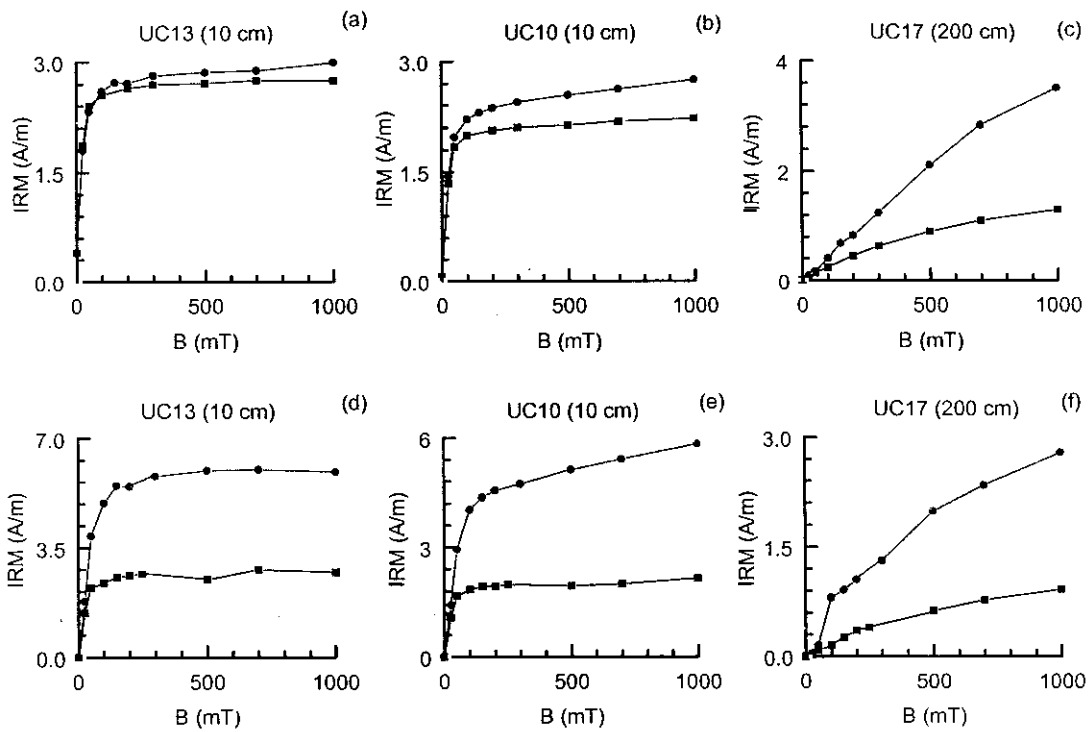 (a)
UC13 (10 cm)
3.0
1.5
0.0
IRM (A/m)
0 500 1000
B (mT)
(b)
UC10 (10 cm)
3.0
1.5
0.0
IRM (A/m)
0 500 1000
B (mT)
(c)
UC17 (200 cm)
4
2
0
IRM (A/m)
0 500 1000
B (mT)
(d)
UC13 (10 cm)
7.0
3.5
0.0
IRM (A/m)
0 500 1000
B (mT)
(e)
UC10 (10 cm)
6
3
0
IRM (A/m)
0 500 1000
B (mT)
(f)
UC17 (200 cm)
3.0
1.5
0.0
IRM (A/m)
0 500 1000
B (mT)